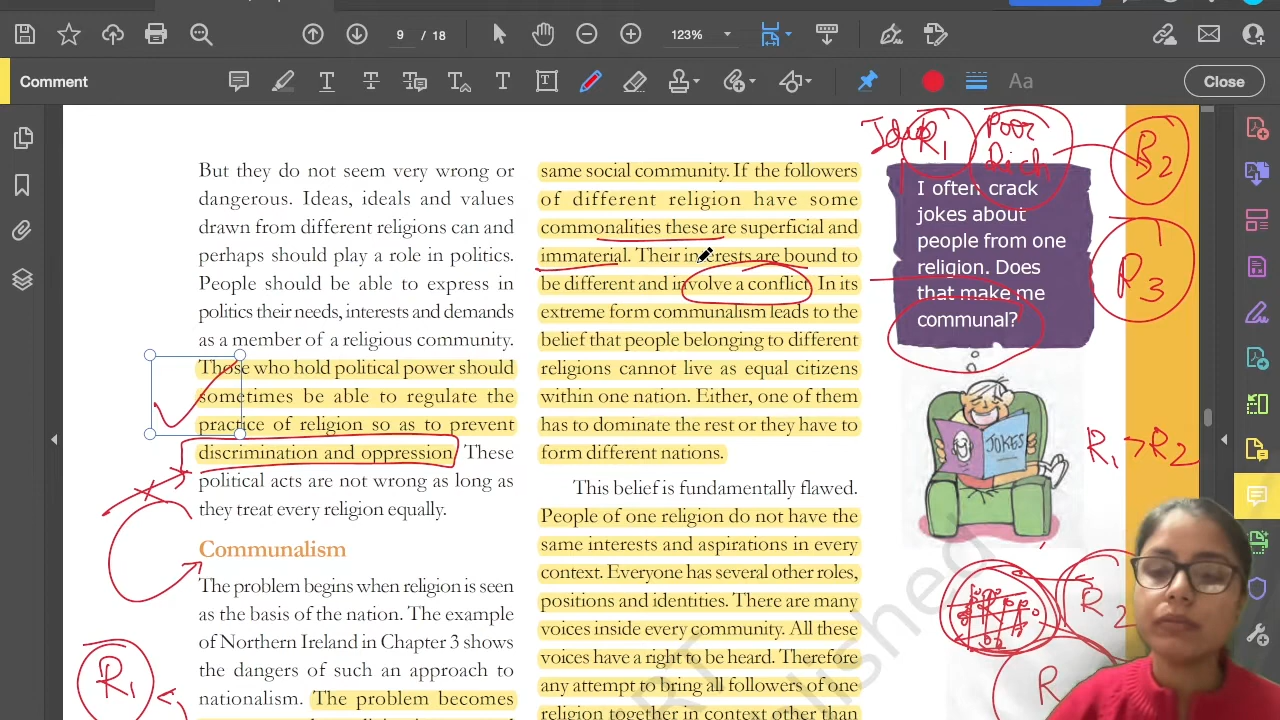 9 / 18
123%
Comment
Aa
Close
But they do not seem very wrong or
dangerous. Ideas, ideals and values
drawn from different religions can and
perhaps should play a role in politics.
People should be able to express in
politics their needs, interests and demands
as a member of a religious community.
Those who hold political power should
sometimes be able to regulate the
practice of religion so as to prevent
discrimination and oppression. These
political acts are not wrong as long as
they treat every religion equally.
Communalism
The problem begins when religion is seen
as the basis of the nation. The example
of Northern Ireland in Chapter 3 shows
the dangers of such an approach to
nationalism. The problem becomes
R1
same social community. If the followers
of different religion have some
commonalities these are superficial and
immaterial. Their interests are bound to
be different and involve a conflict. In its
extreme form communalism leads to the
belief that people belonging to different
religions cannot live as equal citizens
within one nation. Either, one of them
has to dominate the rest or they have to
form different nations.
This belief is fundamentally flawed.
People of one religion do not have the
same interests and aspirations in every
context. Everyone has several other roles,
positions and identities. There are many
voices inside every community. All these
voices have a right to be heard. Therefore
any attempt to bring all followers of one
religion together in context other than
R1
Poor
Rich
R2
R3
I often crack
jokes about
people from one
religion. Does
that make me
communal?
JOKES
R1 > R2
R2
R